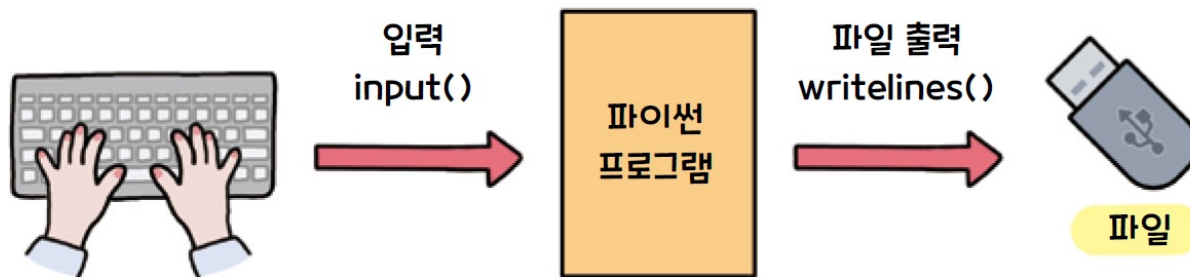 입력
input()
파이썬
프로그램
파일 출력
writelines()
파일